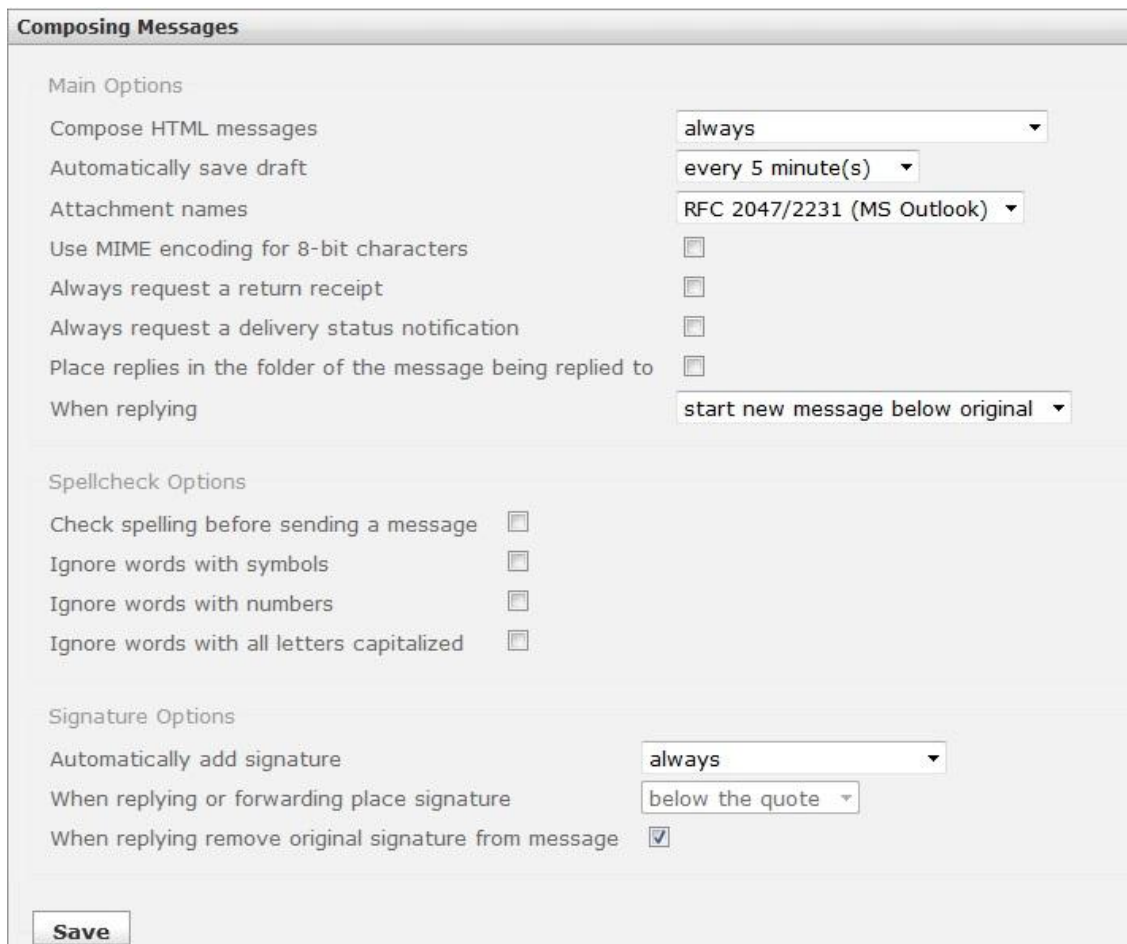 Composing Messages
Main Options
Compose HTML messages always
Automatically save draft every 5 minute(s)
Attachment names RFC 2047/2231 (MS Outlook)
Use MIME encoding for 8-bit characters
Always request a return receipt
Always request a delivery status notification
Place replies in the folder of the message being replied to
When replying start new message below original
Spellcheck Options
Check spelling before sending a message
Ignore words with symbols
Ignore words with numbers
Ignore words with all letters capitalized
Signature Options
Automatically add signature always
When replying or forwarding place signature below the quote
When replying remove original signature from message
Save